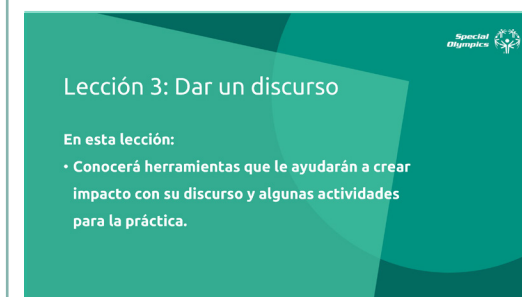 Special
Olympics
Lección 3: Dar un discurso
En esta lección:
• Conocerá herramientas que le ayudarán a crear
impacto con su discurso y algunas actividades
para la práctica.